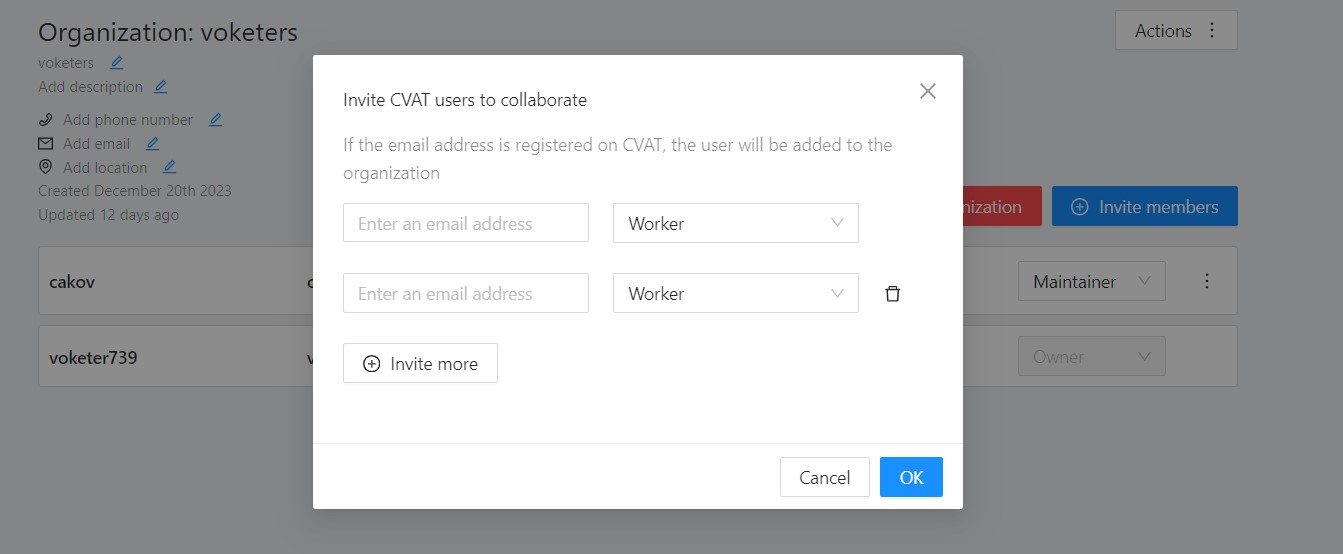 Organization: voketers
Actions
voketers
Add description
Add phone number
Add email
Add location
Created December 20th 2023
Updated 12 days ago
Invite members
cakov
Maintainer
voketer739
Owner
Invite CVAT users to collaborate
If the email address is registered on CVAT, the user will be added to the
organization
Enter an email address
Worker
Enter an email address
Worker
Invite more
Cancel
OK